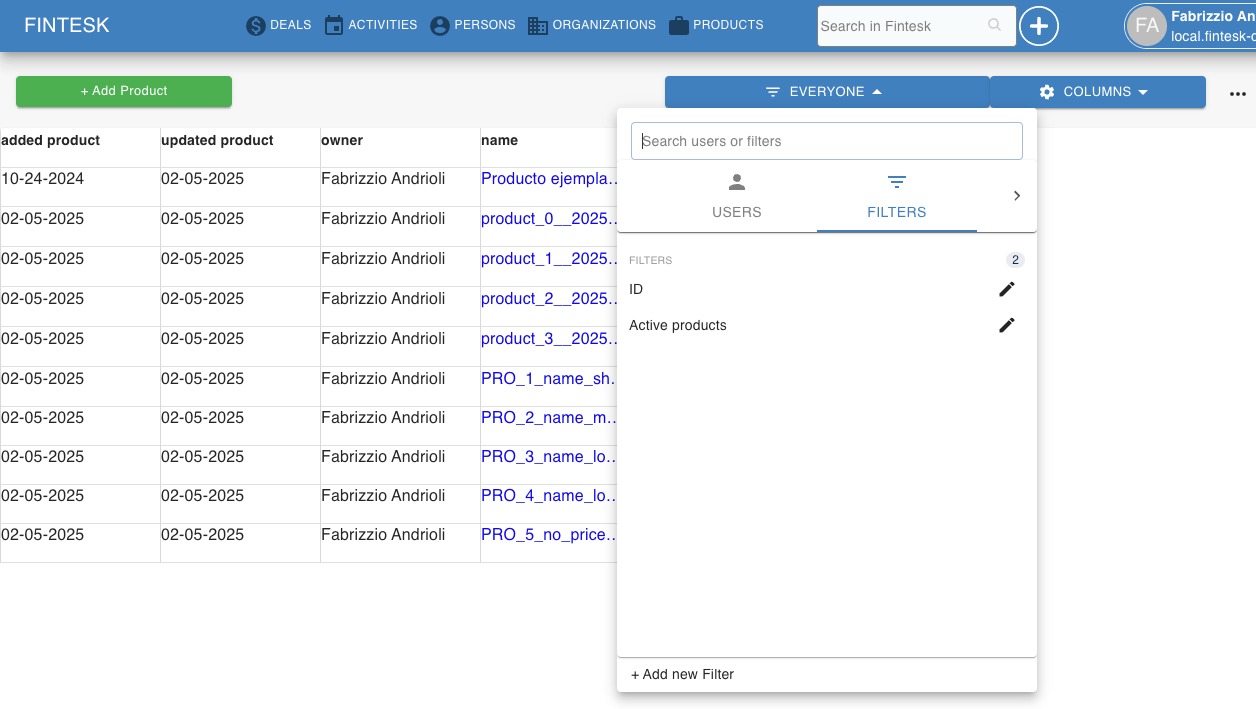 FINTESK
DEALS
ACTIVITIES
PERSONS
ORGANIZATIONS
PRODUCTS
Search in Fintesk
FA
Fabrizzio An
local.fintesk-c
+ Add Product
EVERYONE
COLUMNS
added product updated product owner name
10-24-2024 02-05-2025 Fabrizzio Andrioli Producto ejempla...
02-05-2025 02-05-2025 Fabrizzio Andrioli product_0__2025...
02-05-2025 02-05-2025 Fabrizzio Andrioli product_1__2025...
02-05-2025 02-05-2025 Fabrizzio Andrioli product_2__2025...
02-05-2025 02-05-2025 Fabrizzio Andrioli product_3__2025...
02-05-2025 02-05-2025 Fabrizzio Andrioli PRO_1_name_sh...
02-05-2025 02-05-2025 Fabrizzio Andrioli PRO_2_name_m...
02-05-2025 02-05-2025 Fabrizzio Andrioli PRO_3_name_lo...
02-05-2025 02-05-2025 Fabrizzio Andrioli PRO_4_name_lo...
02-05-2025 02-05-2025 Fabrizzio Andrioli PRO_5_no_price...
Search users or filters
USERS
FILTERS
FILTERS 2
ID
Active products
+ Add new Filter